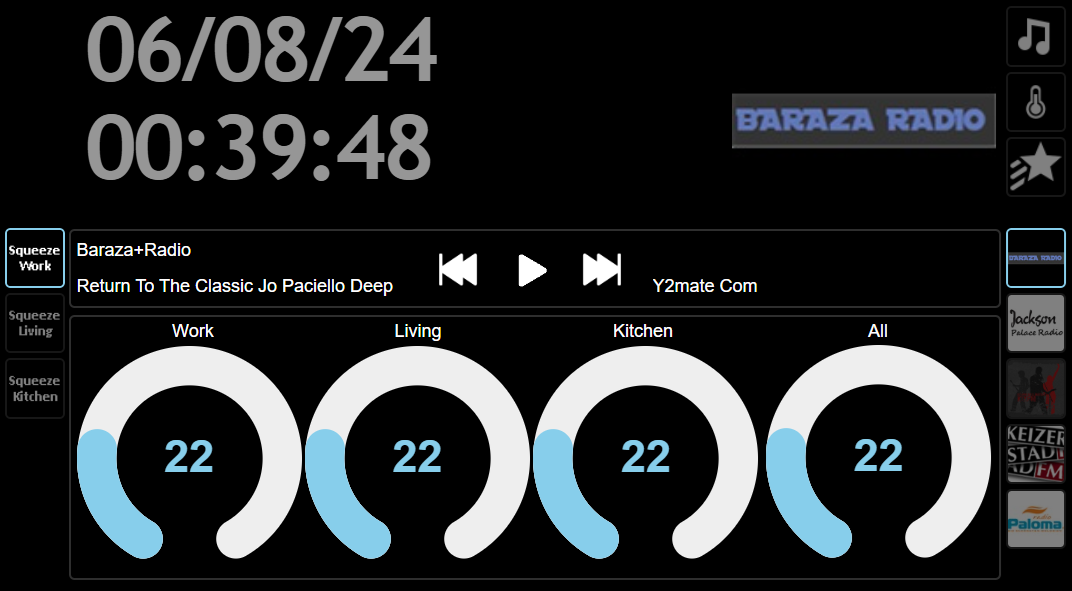 06/08/24
00:39:48
BARAZA RADIO
Squeeze
Work
Squeeze
Living
Squeeze
Kitchen
Baraza+Radio
Return To The Classic Jo Paciello Deep
Y2mate Com
Work
Living
Kitchen
All
22
22
22
22
BARAZA RADIO
Jackson
Palace Radio
KEIZER
STAD
AD FM
radio
Paloma